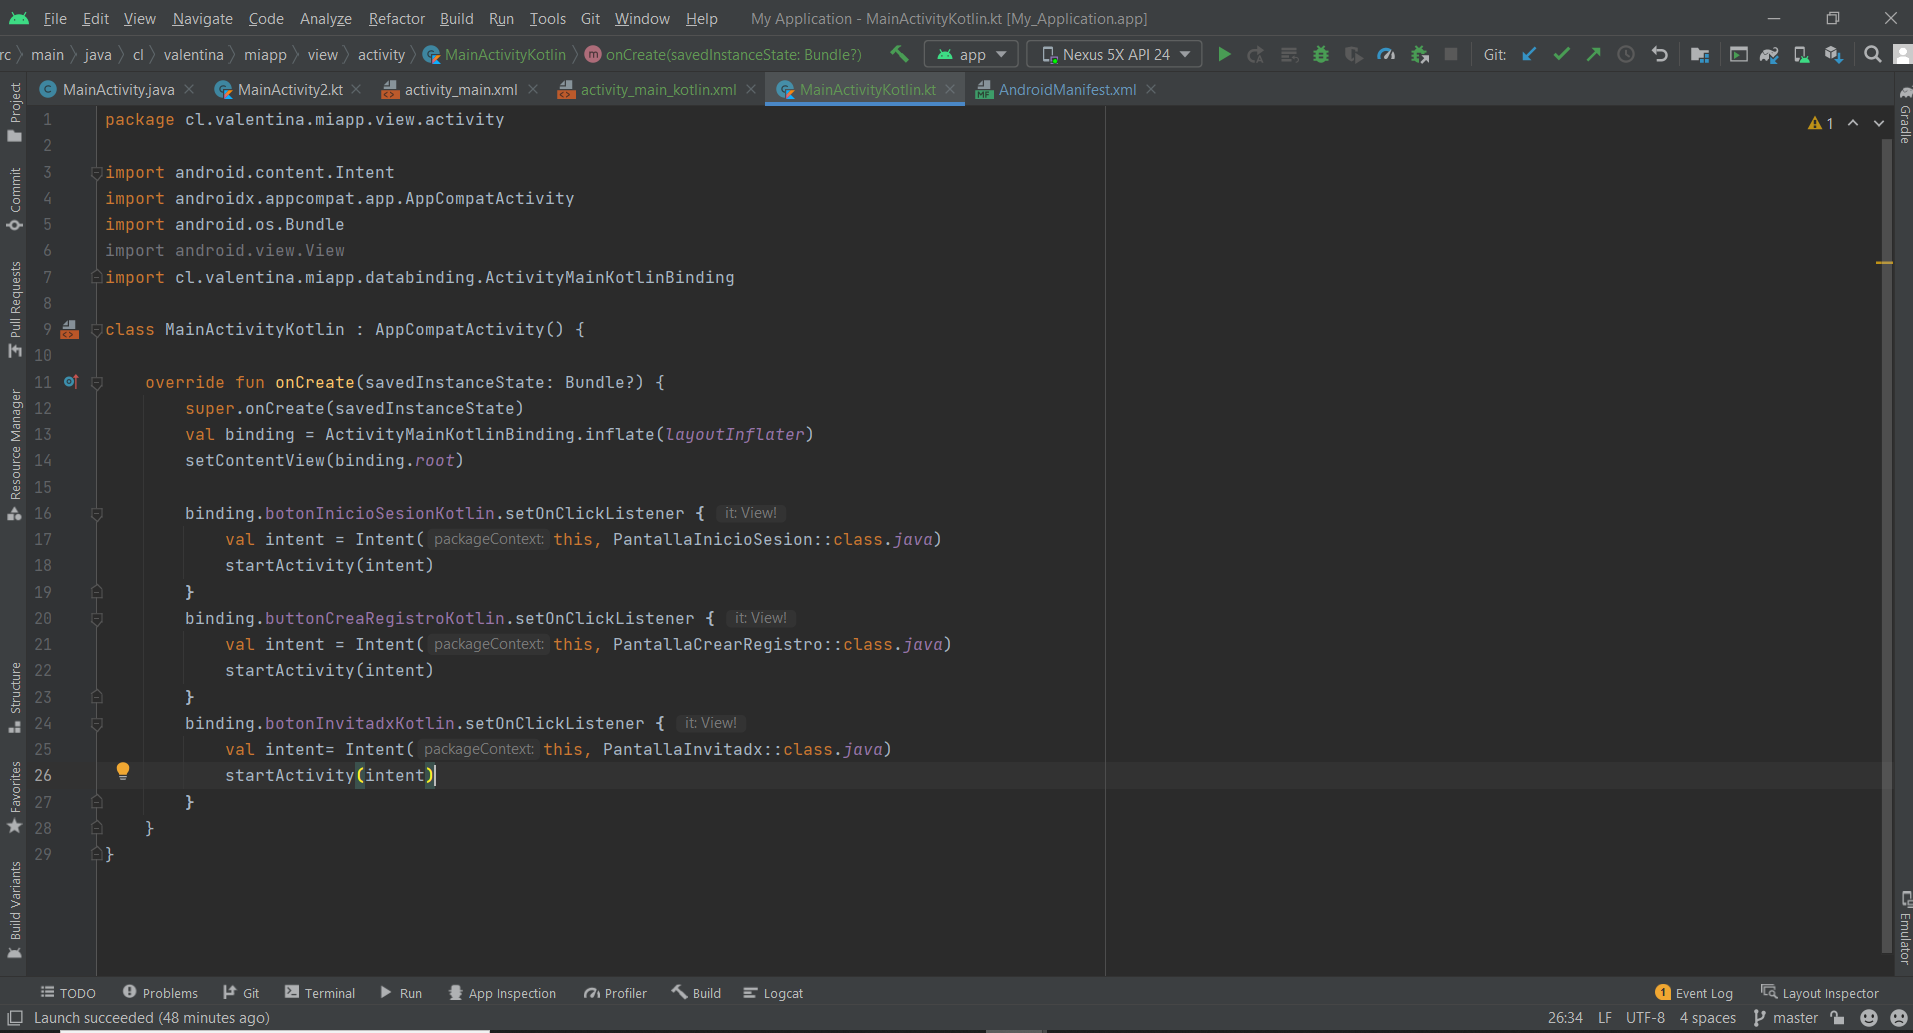 File Edit View Navigate Code Analyze Refactor Build Run Tools Git Window Help My Application - MainActivityKotlin.kt [My_Application.app]
rc main java cl valentina miapp view activity MainActivityKotlin m onCreate(savedInstanceState: Bundle?) app Nexus 5X API 24 Git:
MainActivity.java MainActivity2.kt activity_main.xml activity_main_kotlin.xml MainActivityKotlin.kt AndroidManifest.xml
1 package cl.valentina.miapp.view.activity
1
2
3 import android.content.Intent
4 import androidx.appcompat.app.AppCompatActivity
5 import android.os.Bundle
6 import android.view.View
7 import cl.valentina.miapp.databinding.ActivityMainKotlinBinding
8
9 class MainActivityKotlin : AppCompatActivity() {
10
11 override fun onCreate(savedInstanceState: Bundle?) {
12 super.onCreate(savedInstanceState)
13 val binding = ActivityMainKotlinBinding.inflate(layoutInflater)
14 setContentView(binding.root)
15
16 binding.botonInicioSesionKotlin.setOnClickListener { it: View!
17 val intent = Intent( packageContext: this, PantallaInicioSesion::class.java)
18 startActivity(intent)
19 }
20 binding.buttonCreaRegistroKotlin.setOnClickListener { it: View!
21 val intent = Intent( packageContext: this, PantallaCrearRegistro::class.java)
22 startActivity(intent)
23 }
24 binding.botonInvitadxKotlin.setOnClickListener { it: View!
25 val intent= Intent( packageContext: this, PantallaInvitadx::class.java)
26 startActivity(intent)
27 }
28 }
29 }
Project
Commit
Pull Requests
Resource Manager
Structure
Favorites
Build Variants
Gradle
Emulator
TODO Problems Git Terminal Run App Inspection Profiler Build Logcat 1 Event Log Layout Inspector
Launch succeeded (48 minutes ago) 26:34 LF UTF-8 4 spaces master